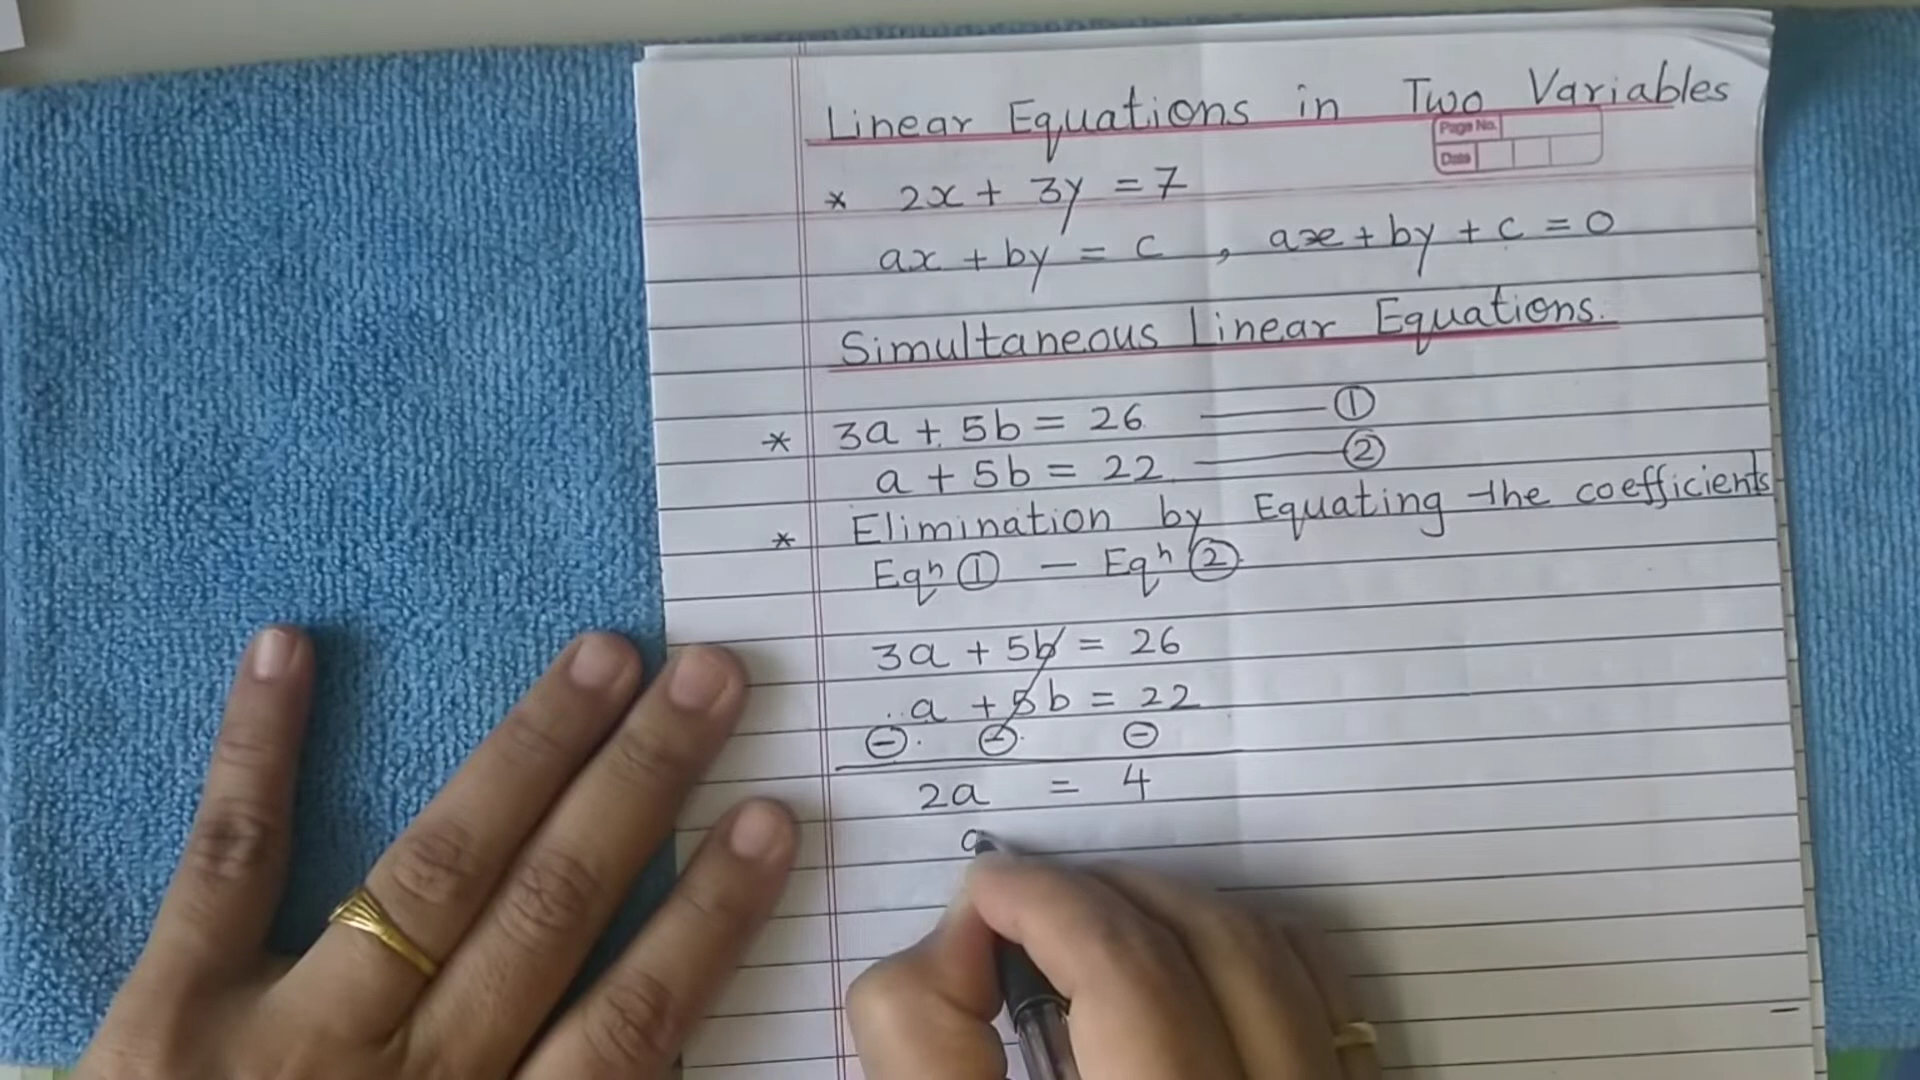 Linear Equations in Two Variables
Page No.
Date
* 2x + 3y = 7
ax + by = c , ax + by + c = 0
Simultaneous Linear Equations.
* 3a + 5b = 26 —— ①
a + 5b = 22 —— ②
* Elimination by Equating the coefficients
Eqⁿ ① — Eqⁿ ②
3a + 5b = 26
a + 5b = 22
⊖ ⊖ ⊖
2a = 4
a